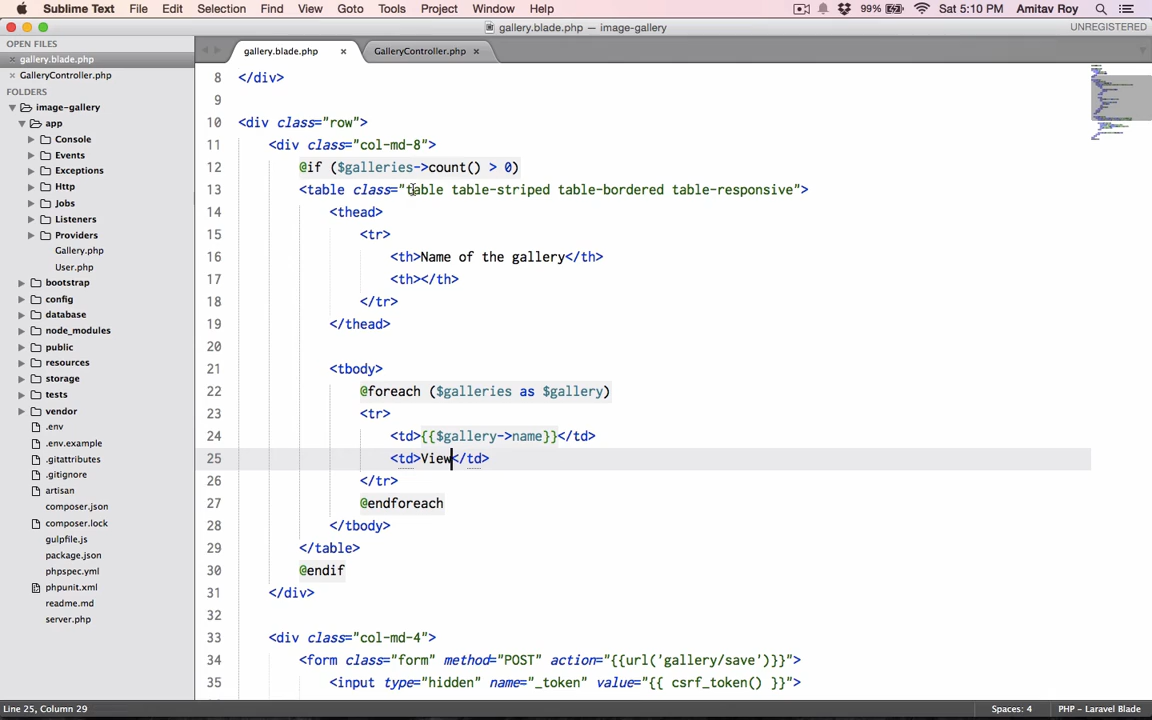 Sublime Text File Edit Selection Find View Goto Tools Project Window Help 99% Sat 5:10 PM Amitav Roy
gallery.blade.php — image-gallery UNREGISTERED
OPEN FILES
gallery.blade.php
GalleryController.php
FOLDERS
image-gallery
app
Console
Events
Exceptions
Http
Jobs
Listeners
Providers
Gallery.php
User.php
bootstrap
config
database
node_modules
public
resources
storage
tests
vendor
.env
.env.example
.gitattributes
.gitignore
artisan
composer.json
composer.lock
gulpfile.js
package.json
phpspec.yml
phpunit.xml
readme.md
server.php
gallery.blade.php × GalleryController.php ×
8 </div>
9
10 <div class="row">
11 <div class="col-md-8">
12 @if ($galleries->count() > 0)
13 <table class="table table-striped table-bordered table-responsive">
14 <thead>
15 <tr>
16 <th>Name of the gallery</th>
17 <th></th>
18 </tr>
19 </thead>
20
21 <tbody>
22 @foreach ($galleries as $gallery)
23 <tr>
24 <td>{{$gallery->name}}</td>
25 <td>View</td>
26 </tr>
27 @endforeach
28 </tbody>
29 </table>
30 @endif
31 </div>
32
33 <div class="col-md-4">
34 <form class="form" method="POST" action="{{url('gallery/save')}}">
35 <input type="hidden" name="_token" value="{{ csrf_token() }}">
Line 25, Column 29 Spaces: 4 PHP - Laravel Blade